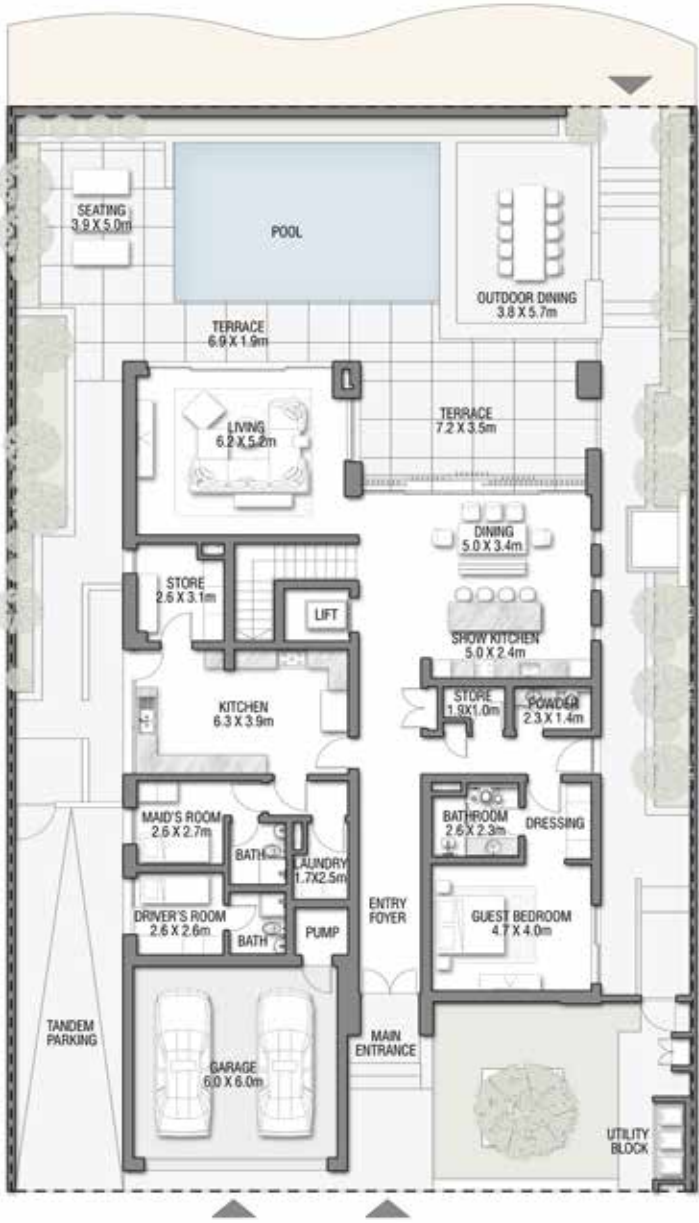 SEATING
3.9 X 5.0m
POOL
OUTDOOR DINING
3.8 X 5.7m
TERRACE
6.9 X 1.9m
TERRACE
7.2 X 3.5m
LIVING
6.2 X 5.2m
DINING
5.0 X 3.4m
STORE
2.6 X 3.1m
LIFT
SHOW KITCHEN
5.0 X 2.4m
KITCHEN
6.3 X 3.9m
STORE
1.9X1.0m
POWDER
2.3 X 1.4m
MAID'S ROOM
2.6 X 2.7m
BATH
LAUNDRY
1.7X2.5m
BATHROOM
2.6 X 2.3m
DRESSING
DRIVER'S ROOM
2.6 X 2.6m
BATH
PUMP
ENTRY
FOYER
GUEST BEDROOM
4.7 X 4.0m
TANDEM
PARKING
GARAGE
6.0 X 6.0m
MAIN
ENTRANCE
UTILITY
BLOCK